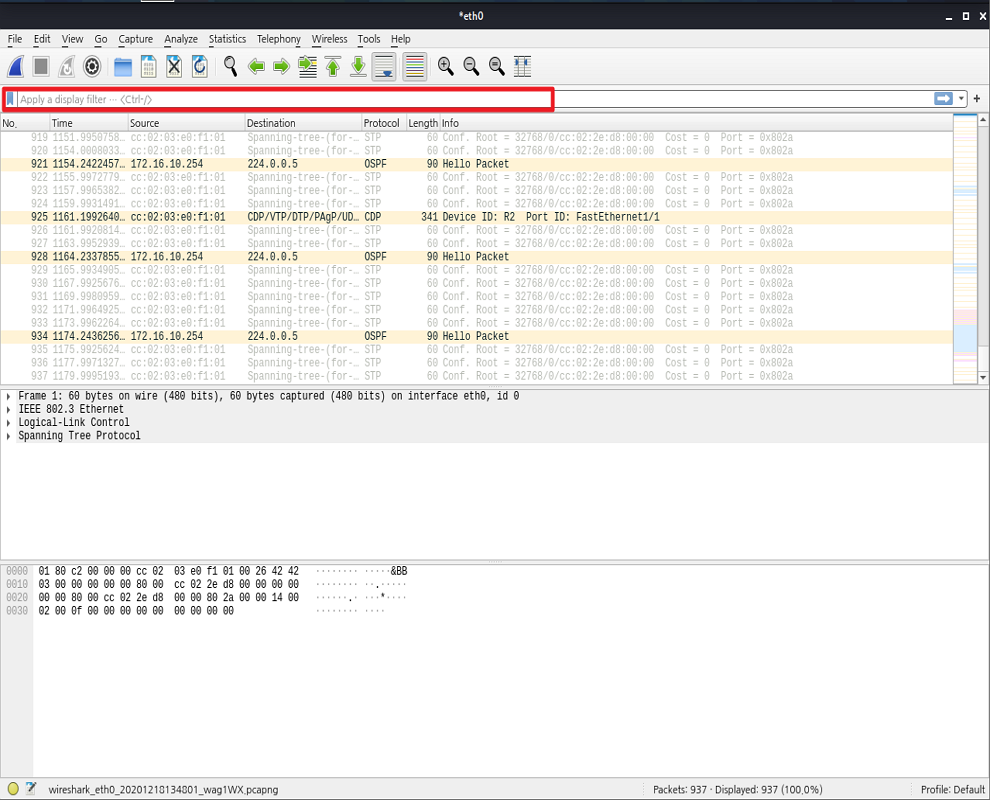 *eth0
File Edit View Go Capture Analyze Statistics Telephony Wireless Tools Help
Apply a display filter ... <Ctrl-/>
No. Time Source Destination Protocol Length Info
919 1151.9950758… cc:02:03:e0:f1:01 Spanning-tree-(for-… STP 60 Conf. Root = 32768/0/cc:02:2e:d8:00:00 Cost = 0 Port = 0x802a
920 1154.0008033… cc:02:03:e0:f1:01 Spanning-tree-(for-… STP 60 Conf. Root = 32768/0/cc:02:2e:d8:00:00 Cost = 0 Port = 0x802a
921 1154.2422457… 172.16.10.254 224.0.0.5 OSPF 90 Hello Packet
922 1155.9972779… cc:02:03:e0:f1:01 Spanning-tree-(for-… STP 60 Conf. Root = 32768/0/cc:02:2e:d8:00:00 Cost = 0 Port = 0x802a
923 1157.9965382… cc:02:03:e0:f1:01 Spanning-tree-(for-… STP 60 Conf. Root = 32768/0/cc:02:2e:d8:00:00 Cost = 0 Port = 0x802a
924 1159.9931491… cc:02:03:e0:f1:01 Spanning-tree-(for-… STP 60 Conf. Root = 32768/0/cc:02:2e:d8:00:00 Cost = 0 Port = 0x802a
925 1161.1992640… cc:02:03:e0:f1:01 CDP/VTP/DTP/PAgP/UD… CDP 341 Device ID: R2 Port ID: FastEthernet1/1
926 1161.9920814… cc:02:03:e0:f1:01 Spanning-tree-(for-… STP 60 Conf. Root = 32768/0/cc:02:2e:d8:00:00 Cost = 0 Port = 0x802a
927 1163.9952939… cc:02:03:e0:f1:01 Spanning-tree-(for-… STP 60 Conf. Root = 32768/0/cc:02:2e:d8:00:00 Cost = 0 Port = 0x802a
928 1164.2337855… 172.16.10.254 224.0.0.5 OSPF 90 Hello Packet
929 1165.9934905… cc:02:03:e0:f1:01 Spanning-tree-(for-… STP 60 Conf. Root = 32768/0/cc:02:2e:d8:00:00 Cost = 0 Port = 0x802a
930 1167.9925676… cc:02:03:e0:f1:01 Spanning-tree-(for-… STP 60 Conf. Root = 32768/0/cc:02:2e:d8:00:00 Cost = 0 Port = 0x802a
931 1169.9980959… cc:02:03:e0:f1:01 Spanning-tree-(for-… STP 60 Conf. Root = 32768/0/cc:02:2e:d8:00:00 Cost = 0 Port = 0x802a
932 1171.9964925… cc:02:03:e0:f1:01 Spanning-tree-(for-… STP 60 Conf. Root = 32768/0/cc:02:2e:d8:00:00 Cost = 0 Port = 0x802a
933 1173.9962264… cc:02:03:e0:f1:01 Spanning-tree-(for-… STP 60 Conf. Root = 32768/0/cc:02:2e:d8:00:00 Cost = 0 Port = 0x802a
934 1174.2436256… 172.16.10.254 224.0.0.5 OSPF 90 Hello Packet
935 1175.9925624… cc:02:03:e0:f1:01 Spanning-tree-(for-… STP 60 Conf. Root = 32768/0/cc:02:2e:d8:00:00 Cost = 0 Port = 0x802a
936 1177.9971327… cc:02:03:e0:f1:01 Spanning-tree-(for-… STP 60 Conf. Root = 32768/0/cc:02:2e:d8:00:00 Cost = 0 Port = 0x802a
937 1179.9995193… cc:02:03:e0:f1:01 Spanning-tree-(for-… STP 60 Conf. Root = 32768/0/cc:02:2e:d8:00:00 Cost = 0 Port = 0x802a
Frame 1: 60 bytes on wire (480 bits), 60 bytes captured (480 bits) on interface eth0, id 0
IEEE 802.3 Ethernet
Logical-Link Control
Spanning Tree Protocol
0000 01 80 c2 00 00 00 cc 02 03 e0 f1 01 00 26 42 42 ········ ·····&BB
0010 03 00 00 00 00 00 80 00 cc 02 2e d8 00 00 00 00 ········ ··.·····
0020 00 00 80 00 cc 02 2e d8 00 00 80 2a 00 00 14 00 ······.· ···*····
0030 02 00 0f 00 00 00 00 00 00 00 00 00 ········ ····
wireshark_eth0_20201218134801_wag1WX.pcapng Packets: 937 · Displayed: 937 (100.0%) Profile: Default